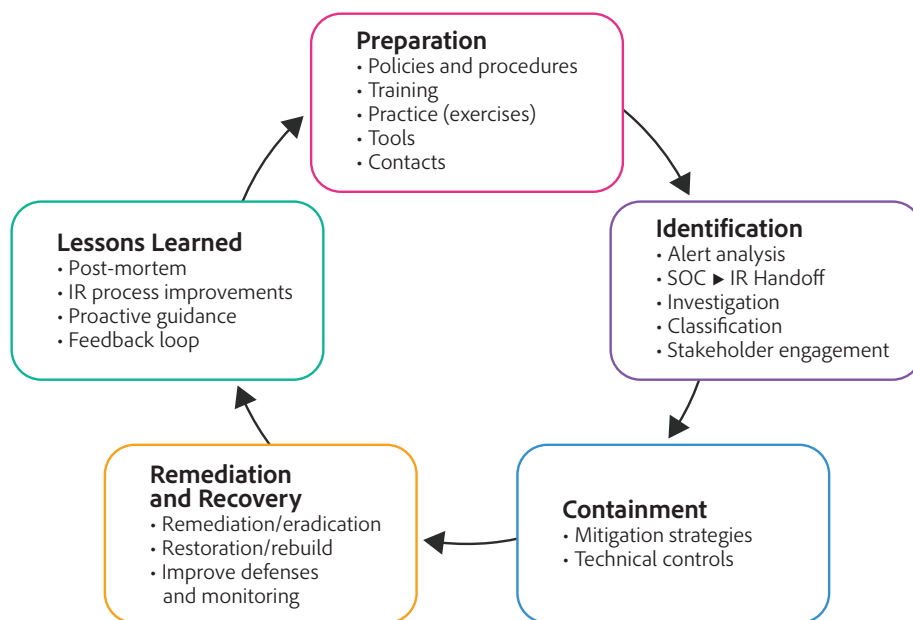 Preparation
• Policies and procedures
• Training
• Practice (exercises)
• Tools
• Contacts
Identification
• Alert analysis
• SOC ► IR Handoff
• Investigation
• Classification
• Stakeholder engagement
Containment
• Mitigation strategies
• Technical controls
Remediation
and Recovery
• Remediation/eradication
• Restoration/rebuild
• Improve defenses
and monitoring
Lessons Learned
• Post-mortem
• IR process improvements
• Proactive guidance
• Feedback loop